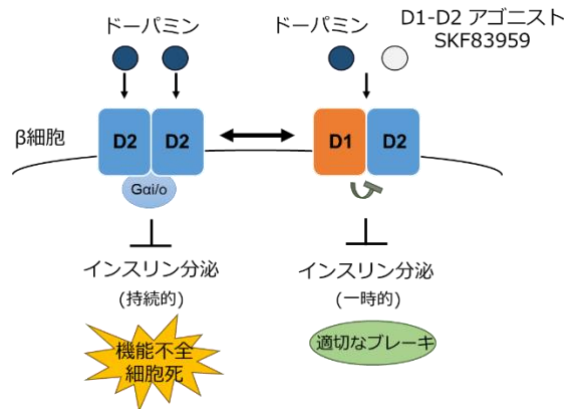 ドーパミン
ドーパミン
D1-D2 アゴニスト
SKF83959
β細胞
D2
D2
D1
D2
Gαi/o
インスリン分泌
(持続的)
インスリン分泌
(一時的)
機能不全
細胞死
適切なブレーキ